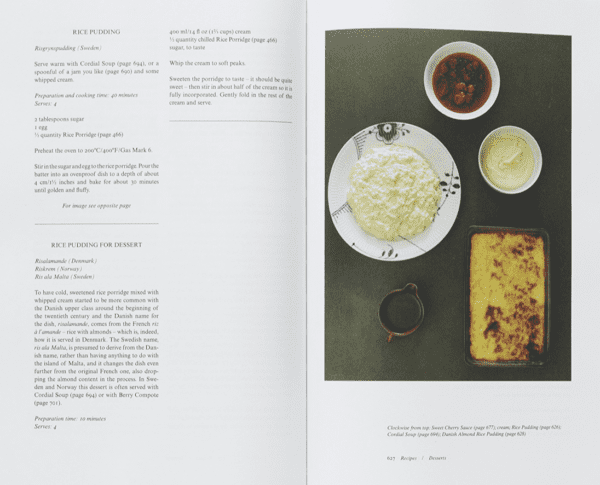 RICE PUDDING
Risgrynspudding (Sweden)
Serve warm with Cordial Soup (page 694), or a
spoonful of a jam you like (page 692) and some
whipped cream.
Preparation and cooking time: 40 minutes
Serves: 4
2 tablespoons sugar
1 egg
½ quantity Rice Porridge (page 466)
Preheat the oven to 200°C/400°F/Gas Mark 6.
Stir in the sugar and egg to the rice porridge. Pour the
batter into an ovenproof dish to a depth of about
4 cm/1½ inches and bake for about 30 minutes
until golden and fluffy.
For image see opposite page
RICE PUDDING FOR DESSERT
Risalamande (Denmark)
Riskrem (Norway)
Ris ala Malta (Sweden)
To have cold, sweetened rice porridge mixed with
whipped cream started to be more common with
the Danish upper class around the beginning of
the twentieth century and the Danish name for
the dish, risalamande, comes from the French riz
à l'amande – rice with almonds – which is, indeed,
how it is served in Denmark. The Swedish name,
ris ala Malta, is presumed to derive from the Dan-
ish name, rather than having anything to do with
the island of Malta, and it changes the dish even
further from the original French one, also drop-
ping the almond content in the process. In Swe-
den and Norway this dessert is often served with
Cordial Soup (page 694) or with Berry Compote
(page 711).
Preparation time: 10 minutes
Serves: 4
400 ml/14 fl oz (1¾ cups) cream
½ quantity chilled Rice Porridge (page 466)
sugar, to taste
Whip the cream to soft peaks.
Sweeten the porridge to taste – it should be quite
sweet – then stir in about half of the cream so it is
fully incorporated. Gently fold in the rest of the
cream and serve.
Clockwise from top, Sweet Cherry Sauce (page 677); cream; Rice Pudding (page 626);
Cordial Soup (page 694); Danish Almond Rice Pudding (page 628)
627 Recipes / Desserts